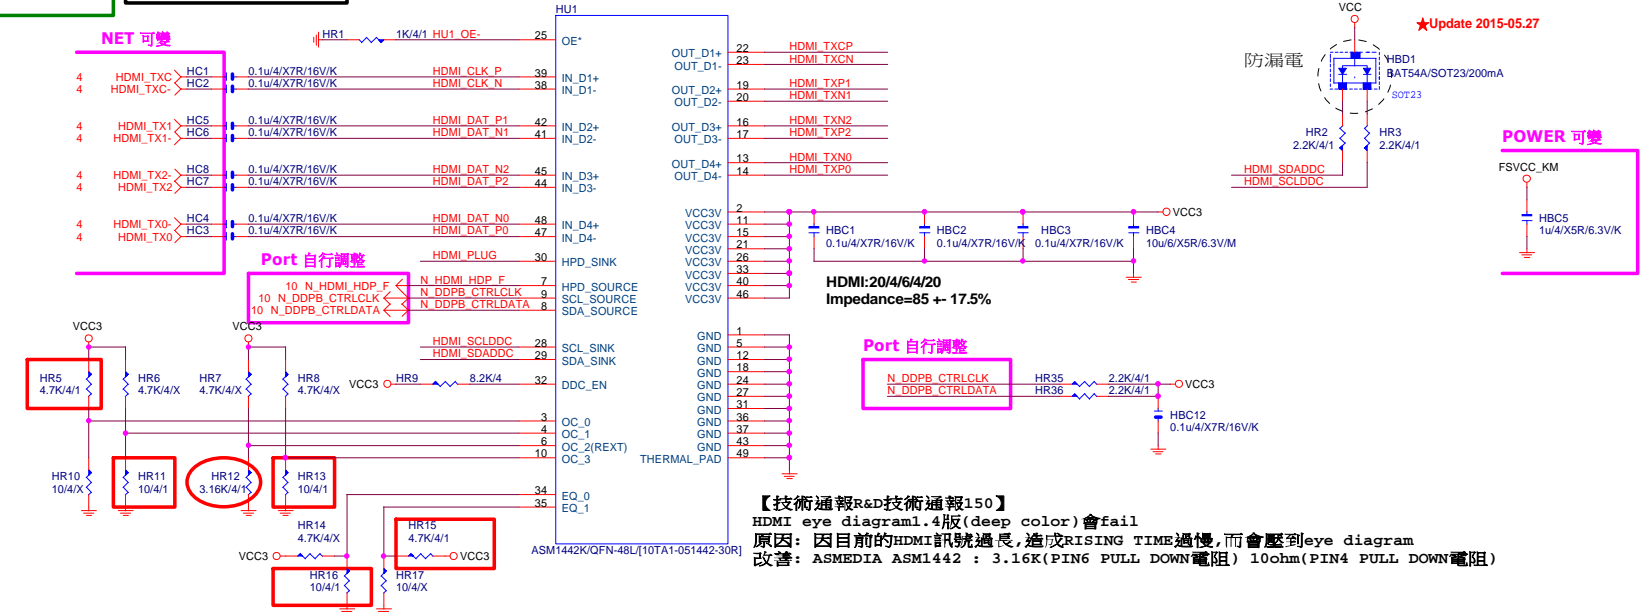 HU1
VCC
★Update 2015-05.27
NET 可變
HR1 1K/4/1 HU1_OE- 25 OE*
防漏電
HBD1
BAT54A/SOT23/200mA
SOT23
4 HDMI_TXC HC1 0.1u/4/X7R/16V/K HDMI_CLK_P 39 IN_D1+
4 HDMI_TXC- HC2 0.1u/4/X7R/16V/K HDMI_CLK_N 38 IN_D1-
4 HDMI_TX1 HC5 0.1u/4/X7R/16V/K HDMI_DAT_P1 42 IN_D2+
4 HDMI_TX1- HC6 0.1u/4/X7R/16V/K HDMI_DAT_N1 41 IN_D2-
4 HDMI_TX2- HC8 0.1u/4/X7R/16V/K HDMI_DAT_N2 45 IN_D3+
4 HDMI_TX2 HC7 0.1u/4/X7R/16V/K HDMI_DAT_P2 44 IN_D3-
4 HDMI_TX0- HC4 0.1u/4/X7R/16V/K HDMI_DAT_N0 48 IN_D4+
4 HDMI_TX0 HC3 0.1u/4/X7R/16V/K HDMI_DAT_P0 47 IN_D4-
OUT_D1+ 22 HDMI_TXCP
OUT_D1- 23 HDMI_TXCN
OUT_D2+ 19 HDMI_TXP1
OUT_D2- 20 HDMI_TXN1
OUT_D3+ 16 HDMI_TXN2
OUT_D3- 17 HDMI_TXP2
OUT_D4+ 13 HDMI_TXN0
OUT_D4- 14 HDMI_TXP0
HR2 HR3
2.2K/4/1 2.2K/4/1
HDMI_SDADDC
HDMI_SCLDDC
POWER 可變
FSVCC_KM
HBC5
1u/4/X5R/6.3V/K
VCC3V 2 VCC3
VCC3V 11
VCC3V 15
VCC3V 21
VCC3V 26
VCC3V 33
VCC3V 40
VCC3V 46
HBC1 HBC2 HBC3 HBC4
0.1u/4/X7R/16V/K 0.1u/4/X7R/16V/K 0.1u/4/X7R/16V/K 10u/6/X5R/6.3V/M
HDMI:20/4/6/4/20
Impedance=85 +- 17.5%
Port 自行調整
HDMI_PLUG 30 HPD_SINK
10 N_HDMI_HDP_F N_HDMI_HDP_F 7 HPD_SOURCE
10 N_DDPB_CTRLCLK N_DDPB_CTRLCLK 9 SCL_SOURCE
10 N_DDPB_CTRLDATA N_DDPB_CTRLDATA 8 SDA_SOURCE
HDMI_SCLDDC 28 SCL_SINK
HDMI_SDADDC 29 SDA_SINK
VCC3 HR9 8.2K/4 32 DDC_EN
GND 1
GND 5
GND 12
GND 18
GND 24
GND 27
GND 31
GND 36
GND 37
GND 43
THERMAL_PAD 49
Port 自行調整
N_DDPB_CTRLCLK HR35 2.2K/4/1 VCC3
N_DDPB_CTRLDATA HR36 2.2K/4/1
HBC12
0.1u/4/X7R/16V/K
VCC3 VCC3
HR5 HR6 HR7 HR8
4.7K/4/1 4.7K/4/X 4.7K/4/X 4.7K/4/X
3 OC_0
4 OC_1
6 OC_2(REXT)
10 OC_3
HR10 HR11 HR12 HR13
10/4/X 10/4/1 3.16K/4/1 10/4/1
34 EQ_0
35 EQ_1
HR14 HR15
4.7K/4/X 4.7K/4/1
VCC3 VCC3
HR16 HR17
10/4/1 10/4/X
ASM1442K/QFN-48L/[10TA1-051442-30R]
【技術通報R&D技術通報150】
HDMI eye diagram1.4版(deep color)會fail
原因: 因目前的HDMI訊號過長,造成RISING TIME過慢,而會壓到eye diagram
改善: ASMEDIA ASM1442 : 3.16K(PIN6 PULL DOWN電阻) 10ohm(PIN4 PULL DOWN電阻)